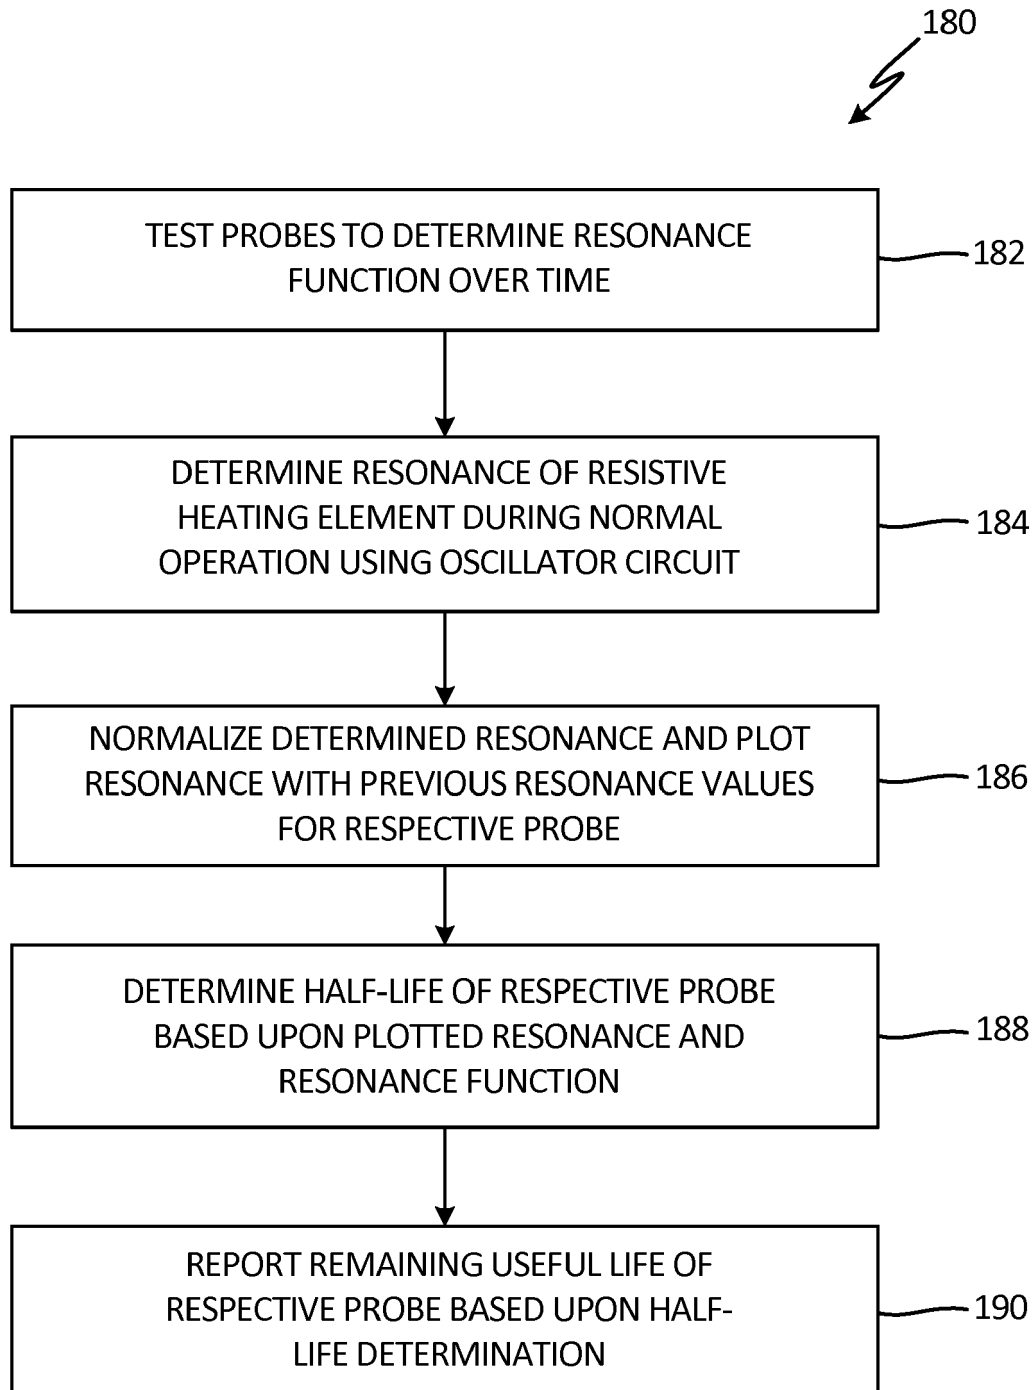 180
TEST PROBES TO DETERMINE RESONANCE
FUNCTION OVER TIME
182
DETERMINE RESONANCE OF RESISTIVE
HEATING ELEMENT DURING NORMAL
OPERATION USING OSCILLATOR CIRCUIT
184
NORMALIZE DETERMINED RESONANCE AND PLOT
RESONANCE WITH PREVIOUS RESONANCE VALUES
FOR RESPECTIVE PROBE
186
DETERMINE HALF-LIFE OF RESPECTIVE PROBE
BASED UPON PLOTTED RESONANCE AND
RESONANCE FUNCTION
188
REPORT REMAINING USEFUL LIFE OF
RESPECTIVE PROBE BASED UPON HALF-
LIFE DETERMINATION
190